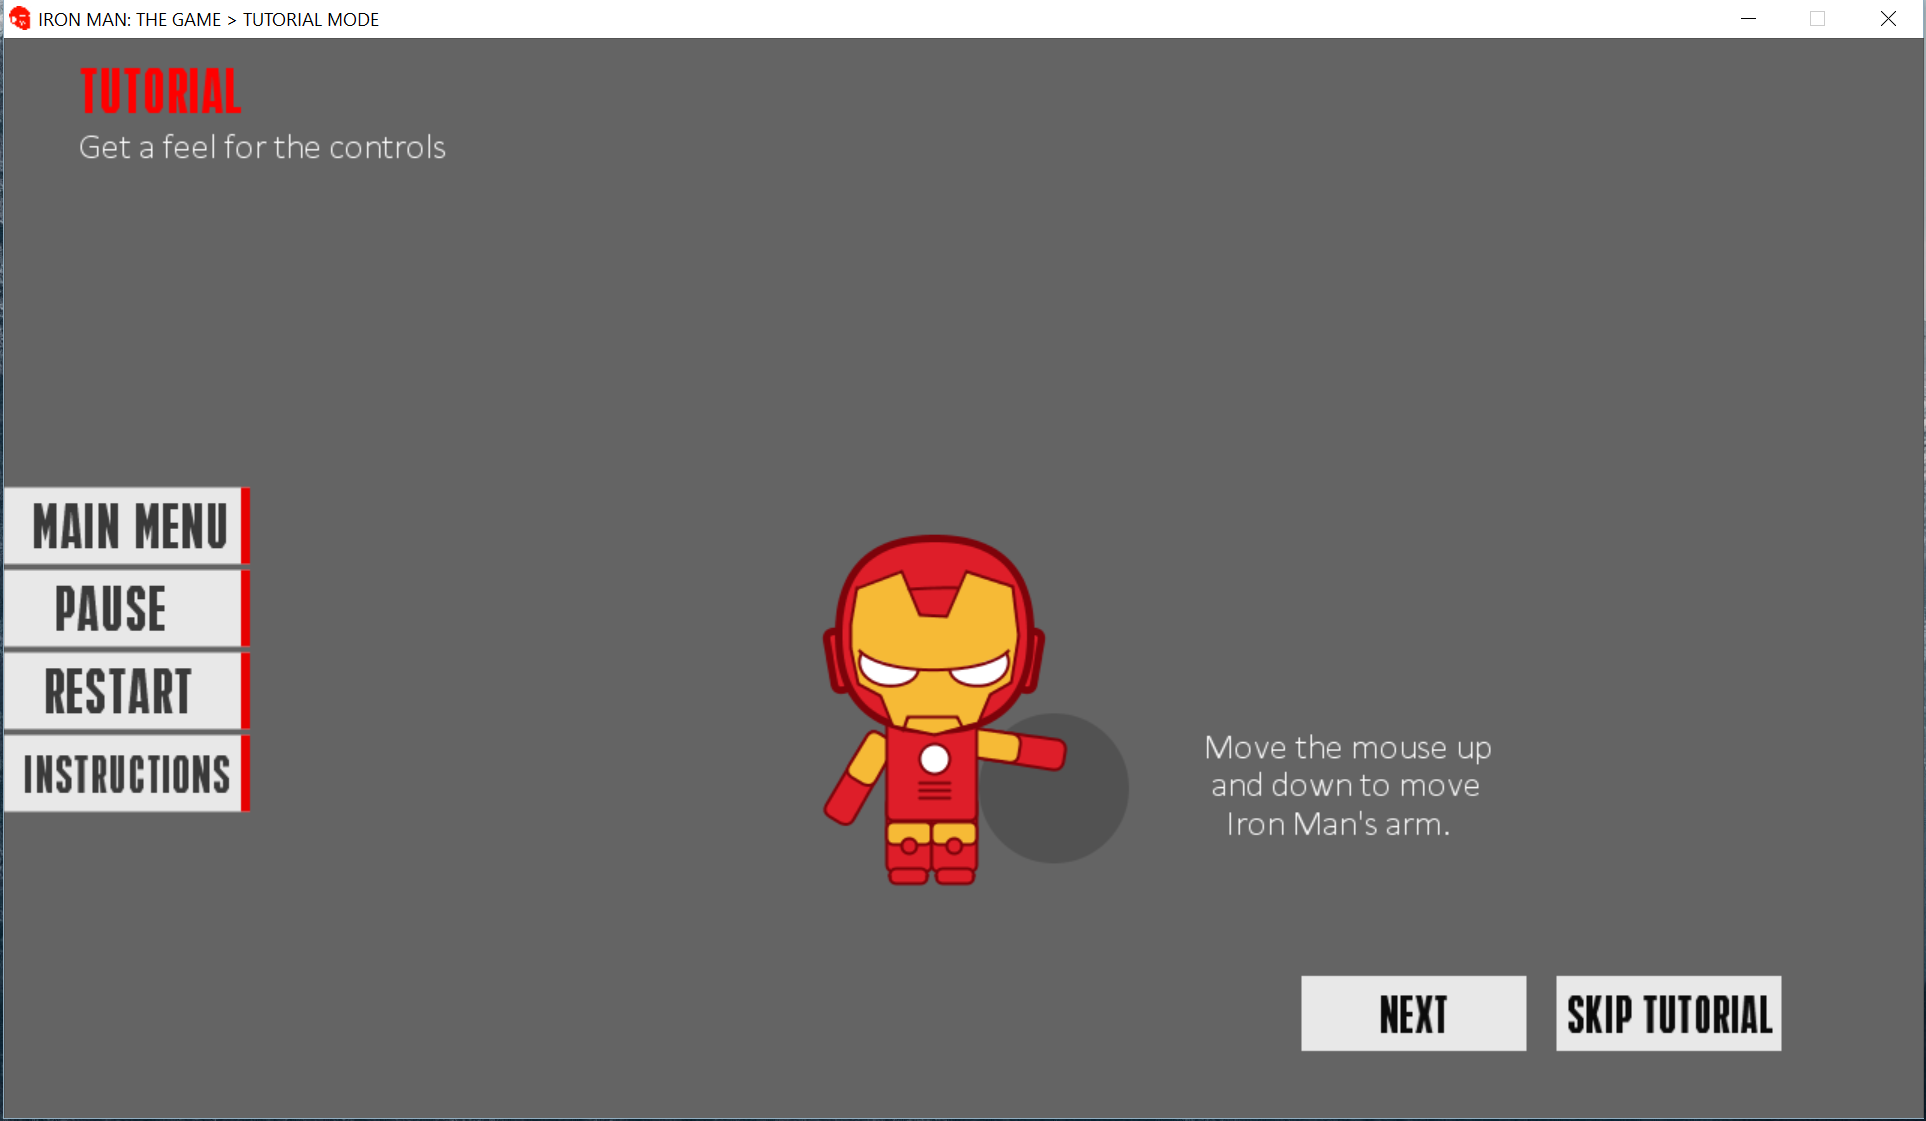 IRON MAN: THE GAME > TUTORIAL MODE
TUTORIAL
Get a feel for the controls
MAIN MENU
PAUSE
RESTART
INSTRUCTIONS
Move the mouse up
and down to move
Iron Man's arm.
NEXT
SKIP TUTORIAL